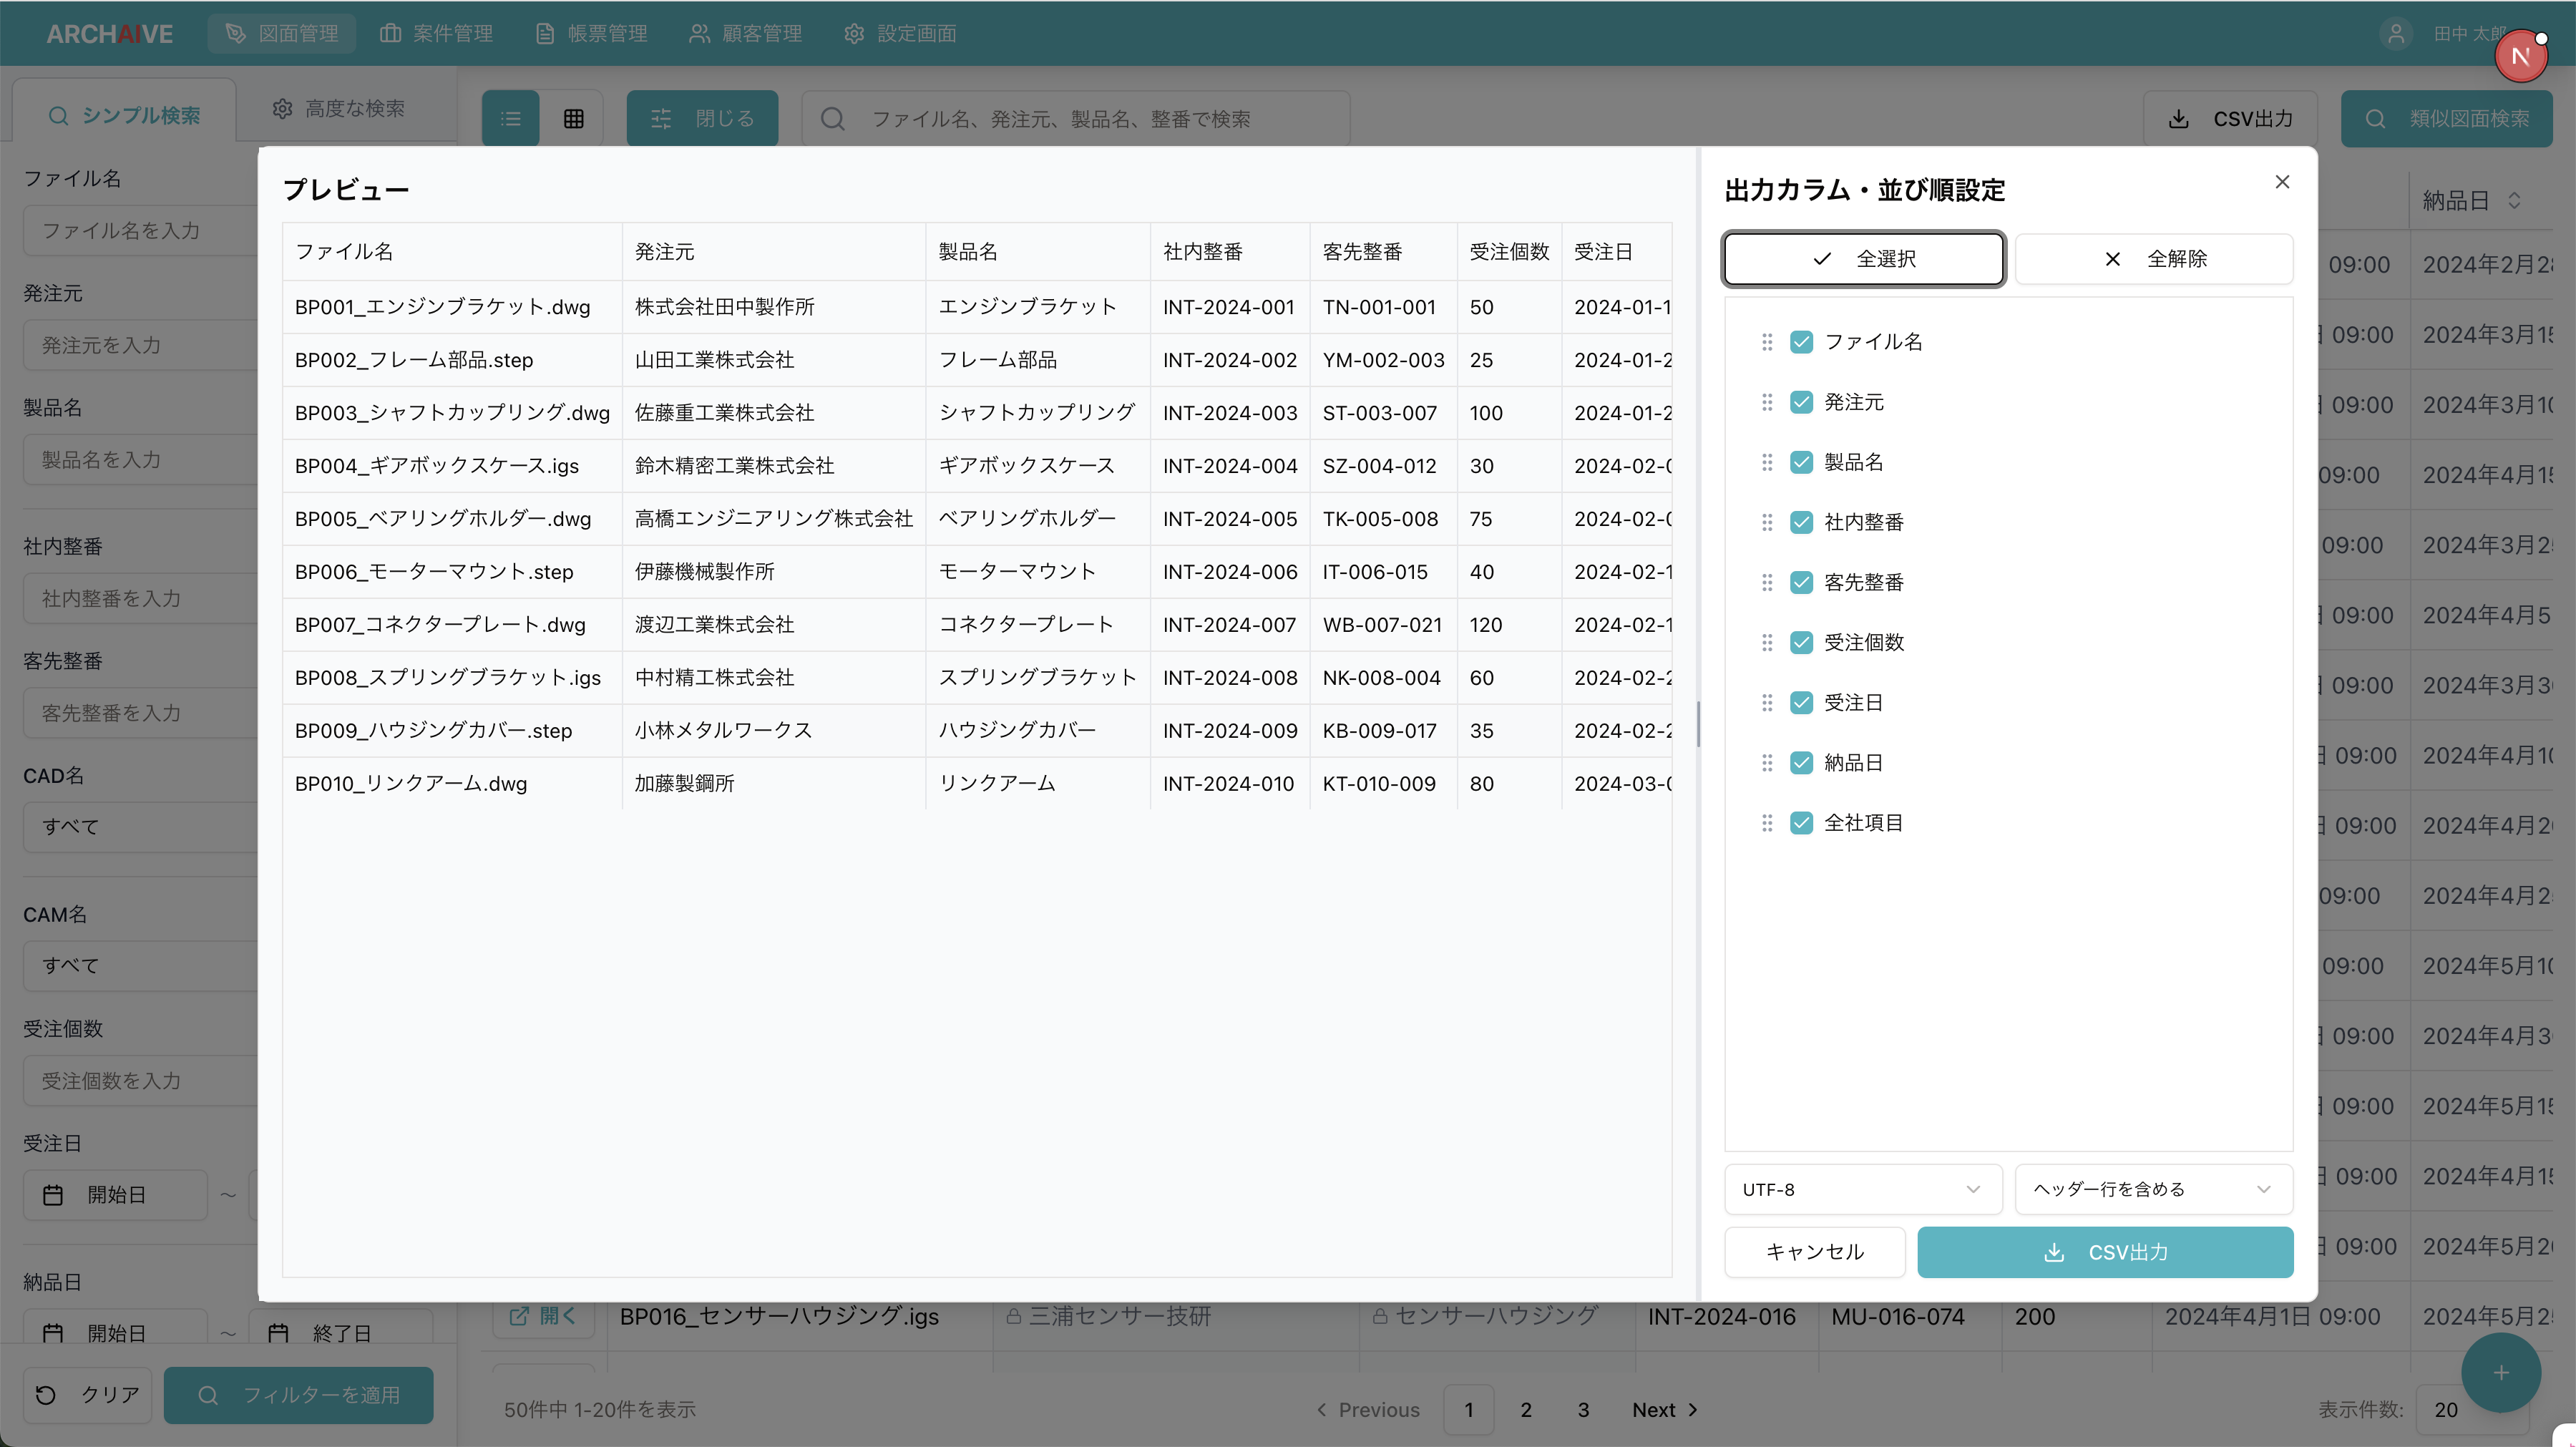 ARCHAIVE 図面管理 案件管理 帳票管理 顧客管理 設定画面 田中 太郎 N
シンプル検索 高度な検索 閉じる ファイル名、発注元、製品名、整番で検索 CSV出力 類似図面検索
ファイル名
ファイル名を入力
発注元
発注元を入力
製品名
製品名を入力
社内整番
社内整番を入力
客先整番
客先整番を入力
CAD名
すべて
CAM名
すべて
受注個数
受注個数を入力
受注日
開始日 ~
納品日
開始日 ~ 終了日
クリア フィルターを適用
プレビュー
ファイル名 発注元 製品名 社内整番 客先整番 受注個数 受注日
BP001_エンジンブラケット.dwg 株式会社田中製作所 エンジンブラケット INT-2024-001 TN-001-001 50 2024-01-1
BP002_フレーム部品.step 山田工業株式会社 フレーム部品 INT-2024-002 YM-002-003 25 2024-01-2
BP003_シャフトカップリング.dwg 佐藤重工業株式会社 シャフトカップリング INT-2024-003 ST-003-007 100 2024-01-2
BP004_ギアボックスケース.igs 鈴木精密工業株式会社 ギアボックスケース INT-2024-004 SZ-004-012 30 2024-02-0
BP005_ベアリングホルダー.dwg 高橋エンジニアリング株式会社 ベアリングホルダー INT-2024-005 TK-005-008 75 2024-02-0
BP006_モーターマウント.step 伊藤機械製作所 モーターマウント INT-2024-006 IT-006-015 40 2024-02-1
BP007_コネクタープレート.dwg 渡辺工業株式会社 コネクタープレート INT-2024-007 WB-007-021 120 2024-02-1
BP008_スプリングブラケット.igs 中村精工株式会社 スプリングブラケット INT-2024-008 NK-008-004 60 2024-02-2
BP009_ハウジングカバー.step 小林メタルワークス ハウジングカバー INT-2024-009 KB-009-017 35 2024-02-2
BP010_リンクアーム.dwg 加藤製鋼所 リンクアーム INT-2024-010 KT-010-009 80 2024-03-0
出力カラム・並び順設定
全選択 全解除
ファイル名
発注元
製品名
社内整番
客先整番
受注個数
受注日
納品日
全社項目
UTF-8 ヘッダー行を含める
キャンセル CSV出力
納品日
09:00 2024年2月28
日 09:00 2024年3月15
09:00 2024年3月10
09:00 2024年4月15
09:00 2024年3月2
日 09:00 2024年4月5
日 09:00 2024年3月30
日 09:00 2024年4月10
日 09:00 2024年4月20
09:00 2024年4月2
09:00 2024年5月10
日 09:00 2024年4月30
09:00 2024年5月15
日 09:00 2024年4月15
日 09:00 2024年5月20
開く BP016_センサーハウジング.igs 三浦センサー技研 センサーハウジング INT-2024-016 MU-016-074 200 2024年4月1日 09:00 2024年5月25
50件中 1-20件を表示 Previous 1 2 3 Next 表示件数: 20